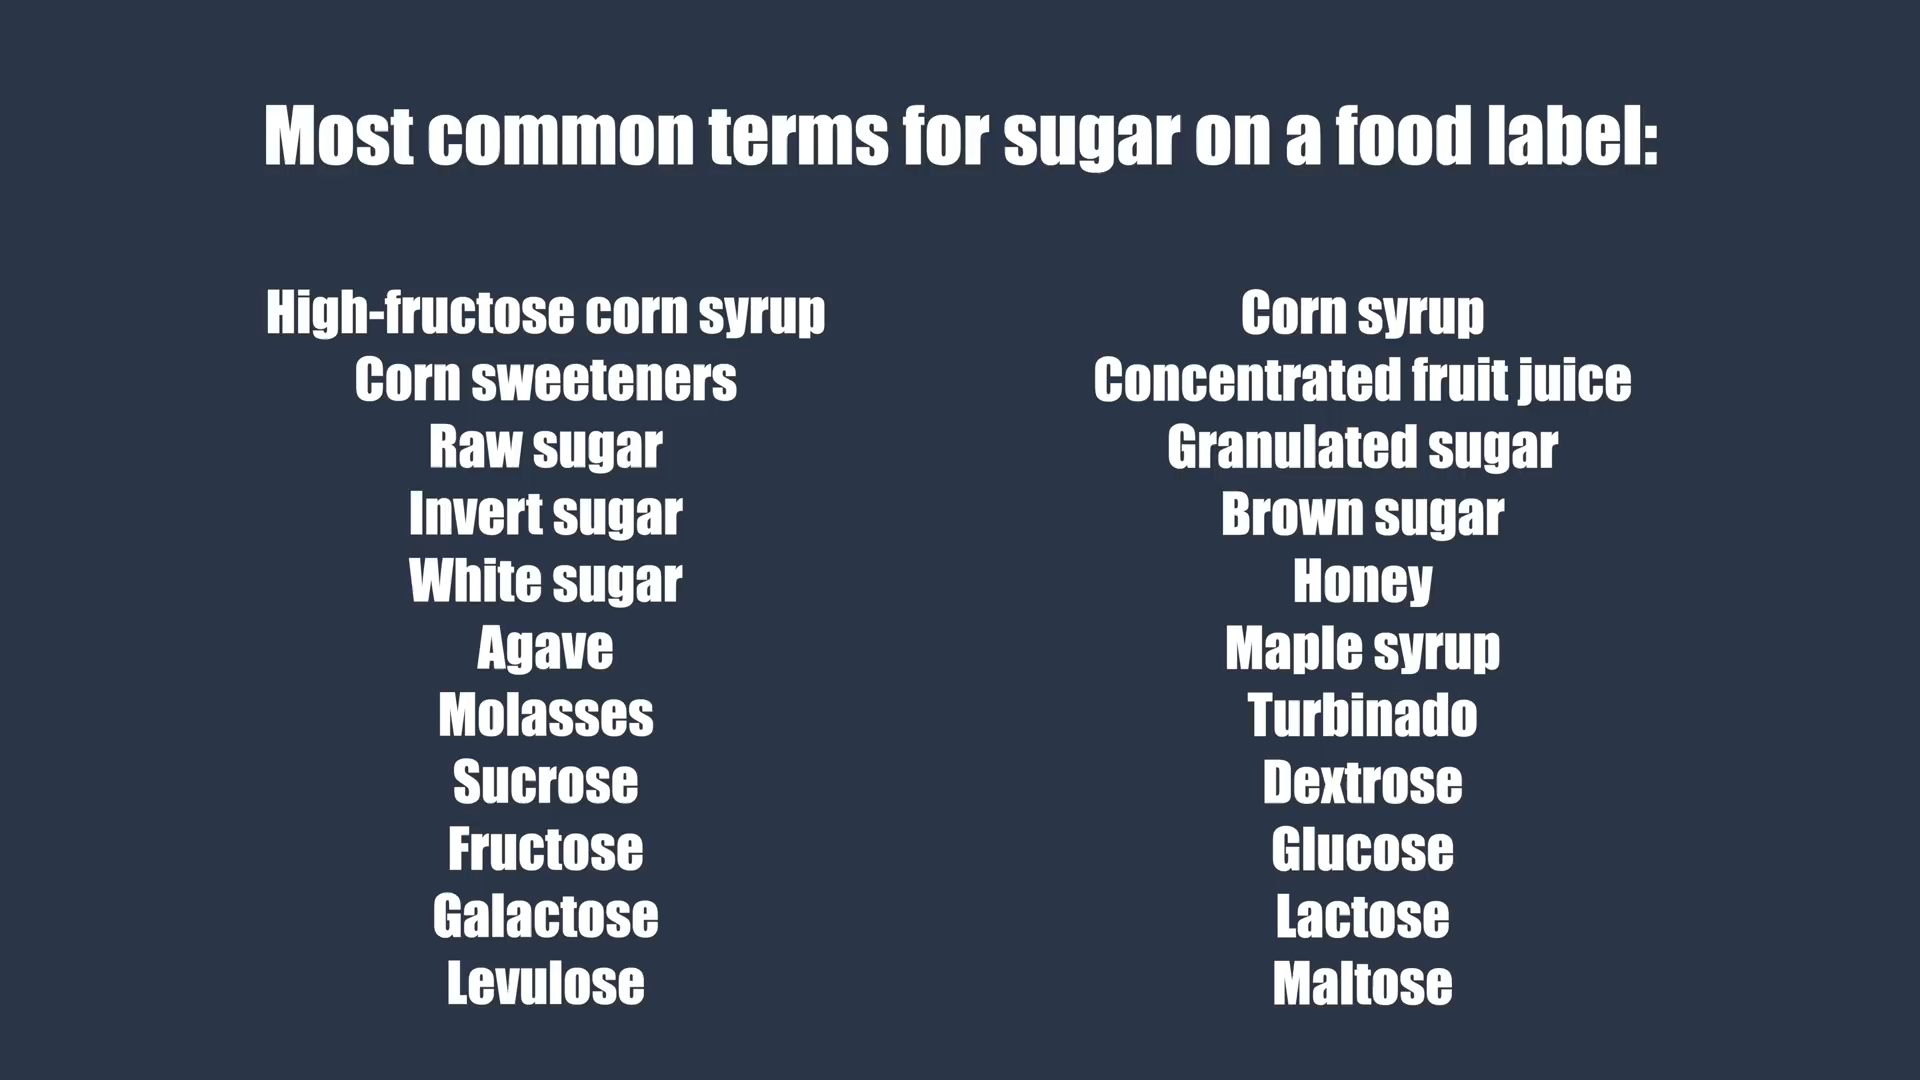 Most common terms for sugar on a food label:
High-fructose corn syrup
Corn sweeteners
Raw sugar
Invert sugar
White sugar
Agave
Molasses
Sucrose
Fructose
Galactose
Levulose
Corn syrup
Concentrated fruit juice
Granulated sugar
Brown sugar
Honey
Maple syrup
Turbinado
Dextrose
Glucose
Lactose
Maltose